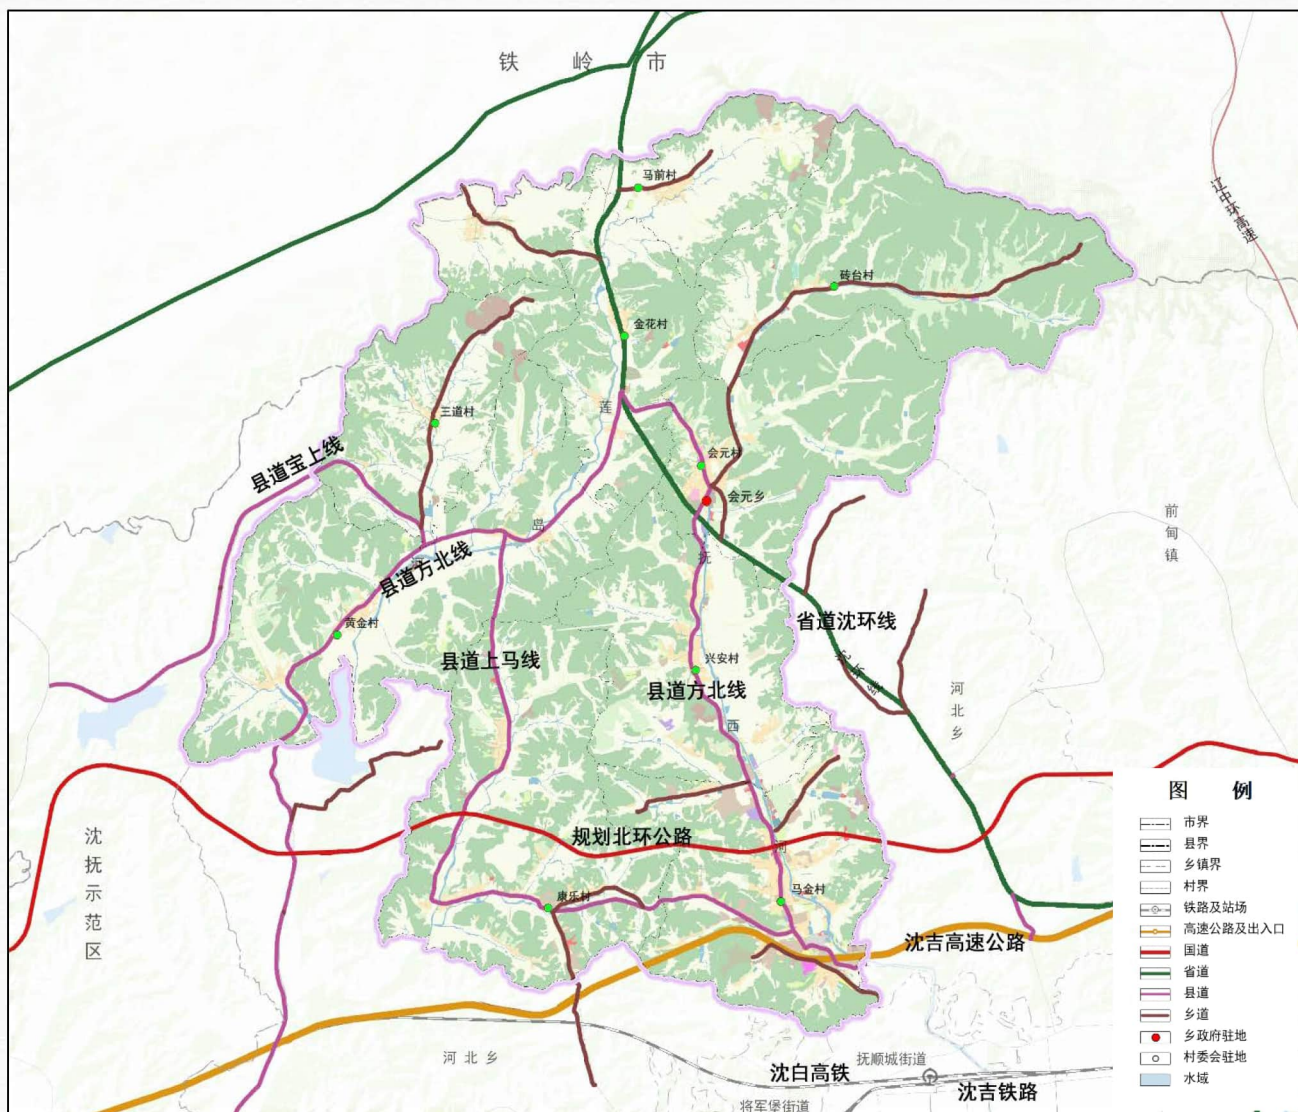 铁岭市
马前村
辽中环高速
砖台村
金花村
三道村
莲
会元村
县道宝上线
会元乡
前甸镇
岛
抚
河
县道方北线
省道沈环线
黄金村
县道上马线
兴安村
沈环线
县道方北线
河北乡
西
图 例
市界
沈抚示范区
规划北环公路
河
县界
乡镇界
村界
康乐村
马金村
铁路及站场
高速公路及出入口
沈吉高速公路
国道
省道
县道
乡道
乡政府驻地
河北乡
抚顺城街道
村委会驻地
沈白高铁
水域
沈吉铁路
将军堡街道